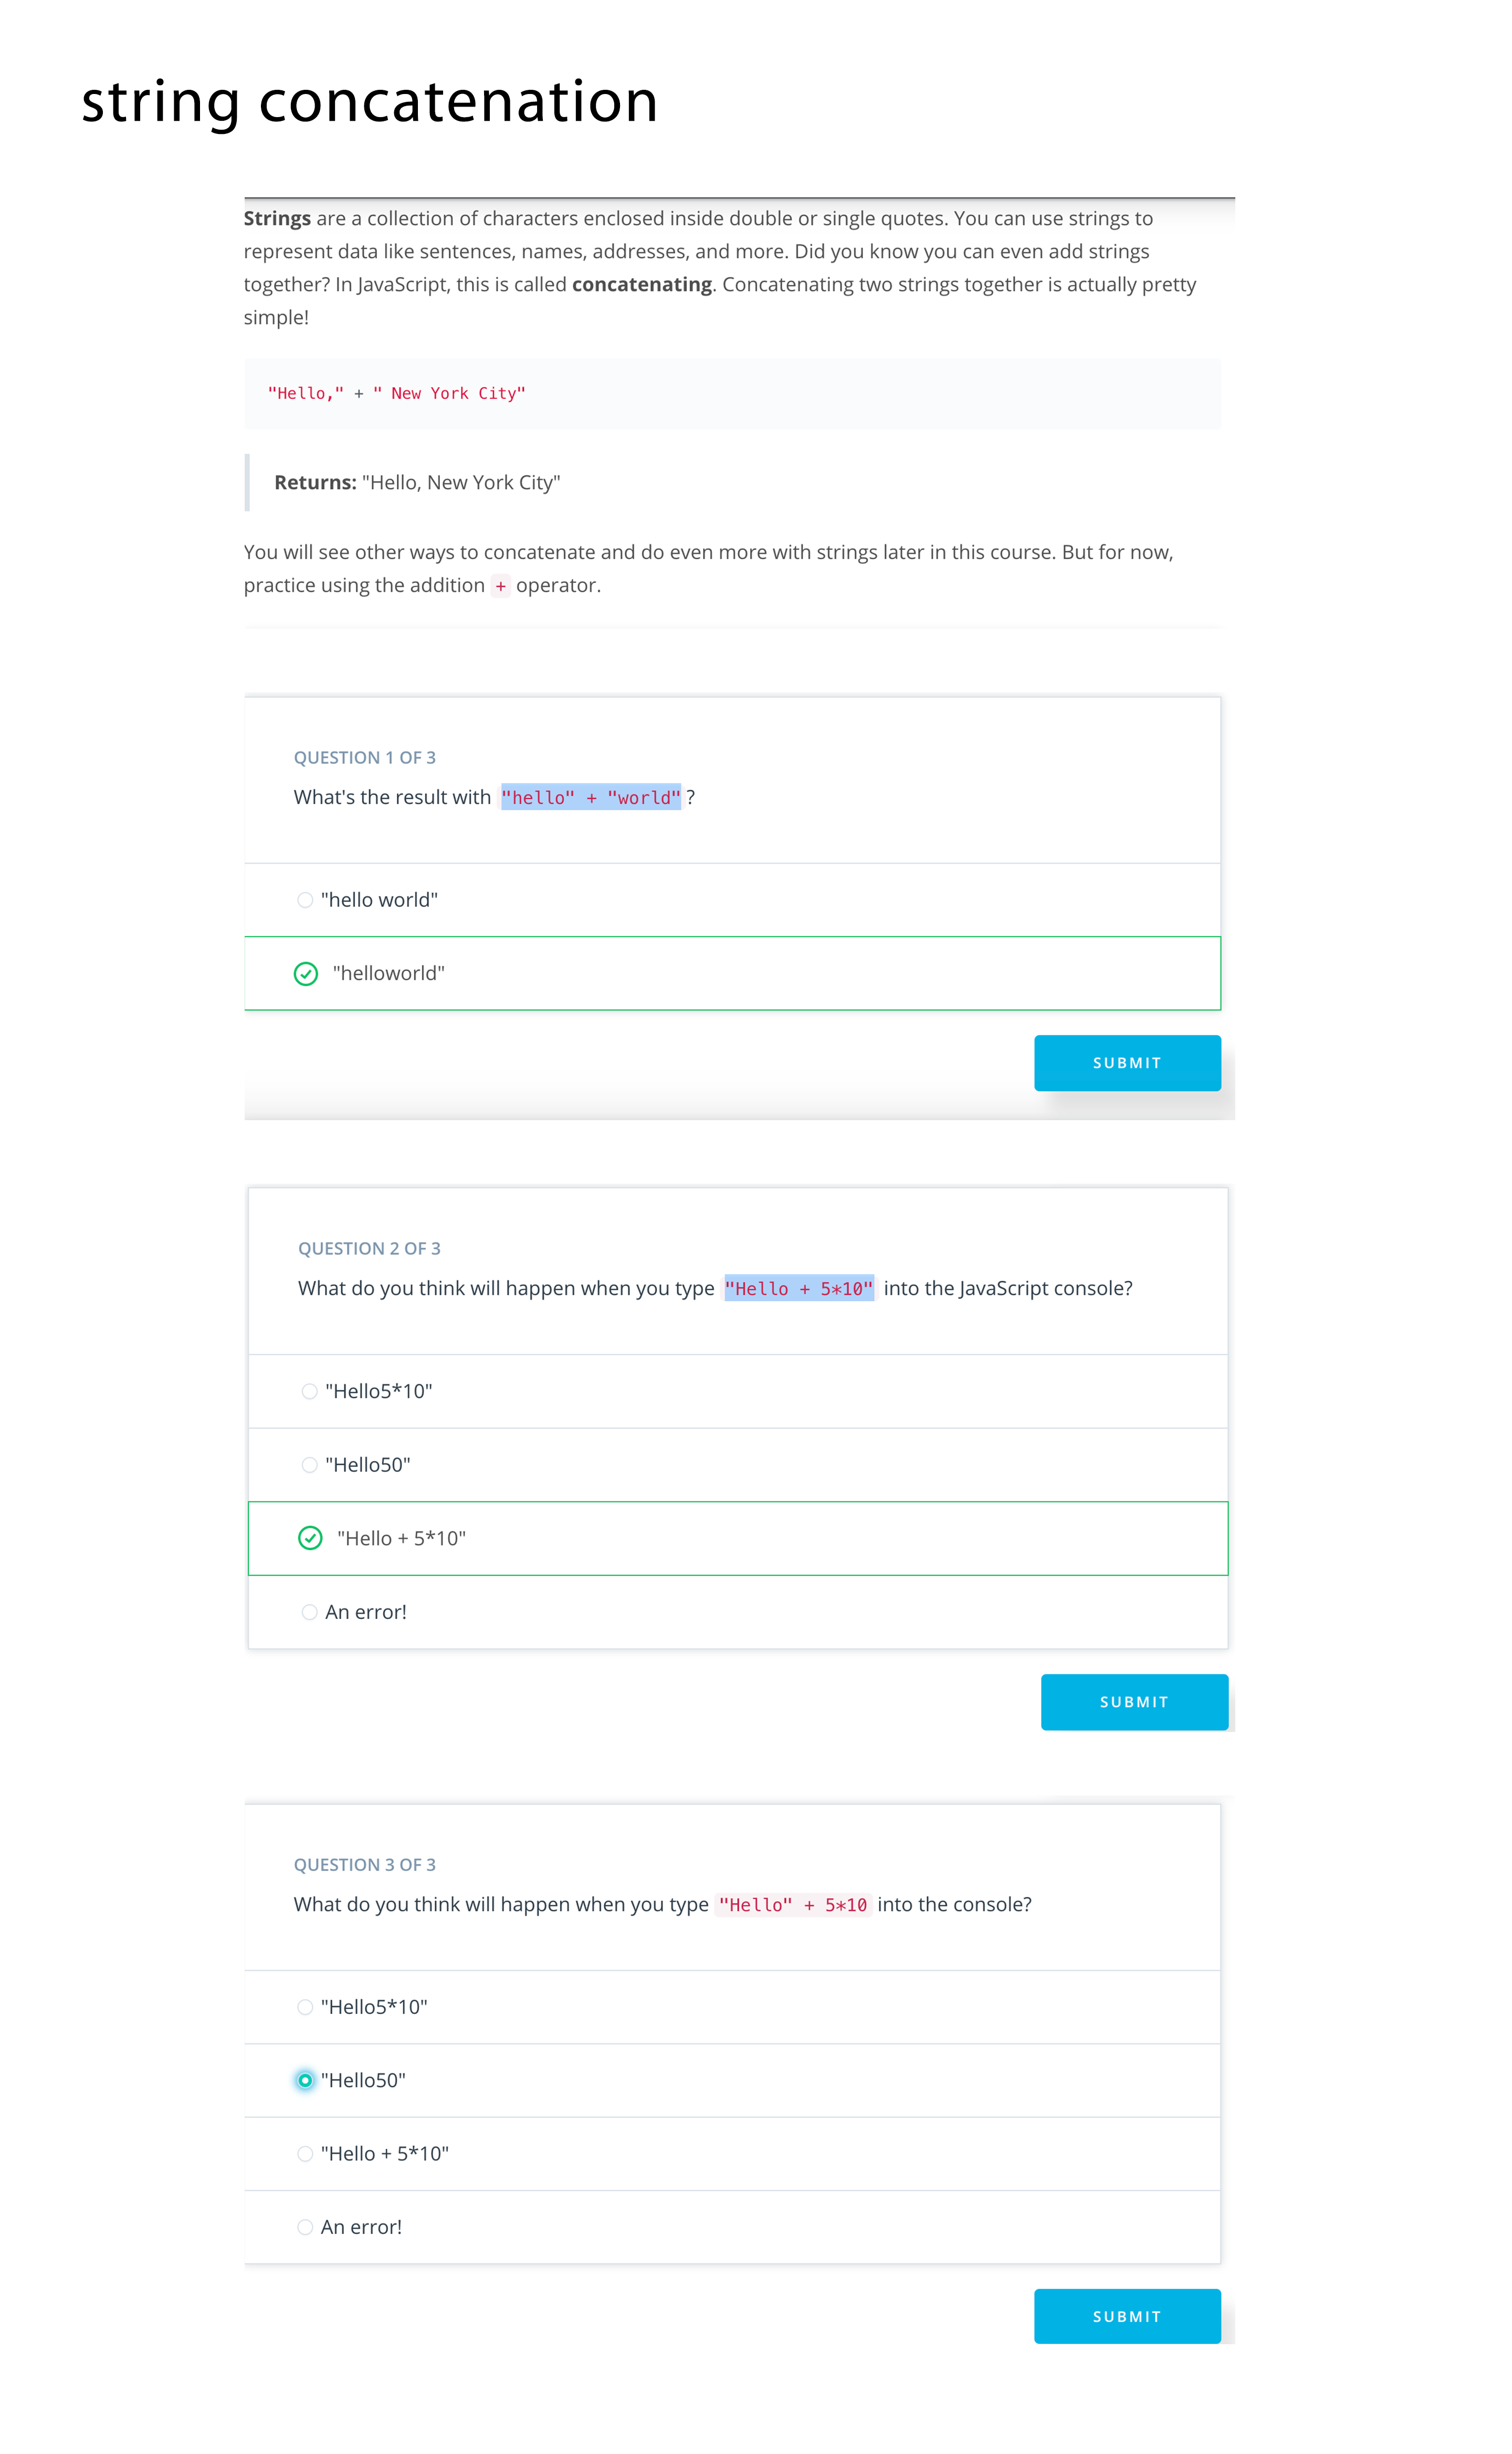 string concatenation
Strings are a collection of characters enclosed inside double or single quotes. You can use strings to
represent data like sentences, names, addresses, and more. Did you know you can even add strings
together? In JavaScript, this is called concatenating. Concatenating two strings together is actually pretty
simple!
"Hello," + " New York City"
Returns: "Hello, New York City"
You will see other ways to concatenate and do even more with strings later in this course. But for now,
practice using the addition + operator.
QUESTION 1 OF 3
What's the result with "hello" + "world" ?
"hello world"
"helloworld"
SUBMIT
QUESTION 2 OF 3
What do you think will happen when you type "Hello + 5*10" into the JavaScript console?
"Hello5*10"
"Hello50"
"Hello + 5*10"
An error!
SUBMIT
QUESTION 3 OF 3
What do you think will happen when you type "Hello" + 5*10 into the console?
"Hello5*10"
"Hello50"
"Hello + 5*10"
An error!
SUBMIT